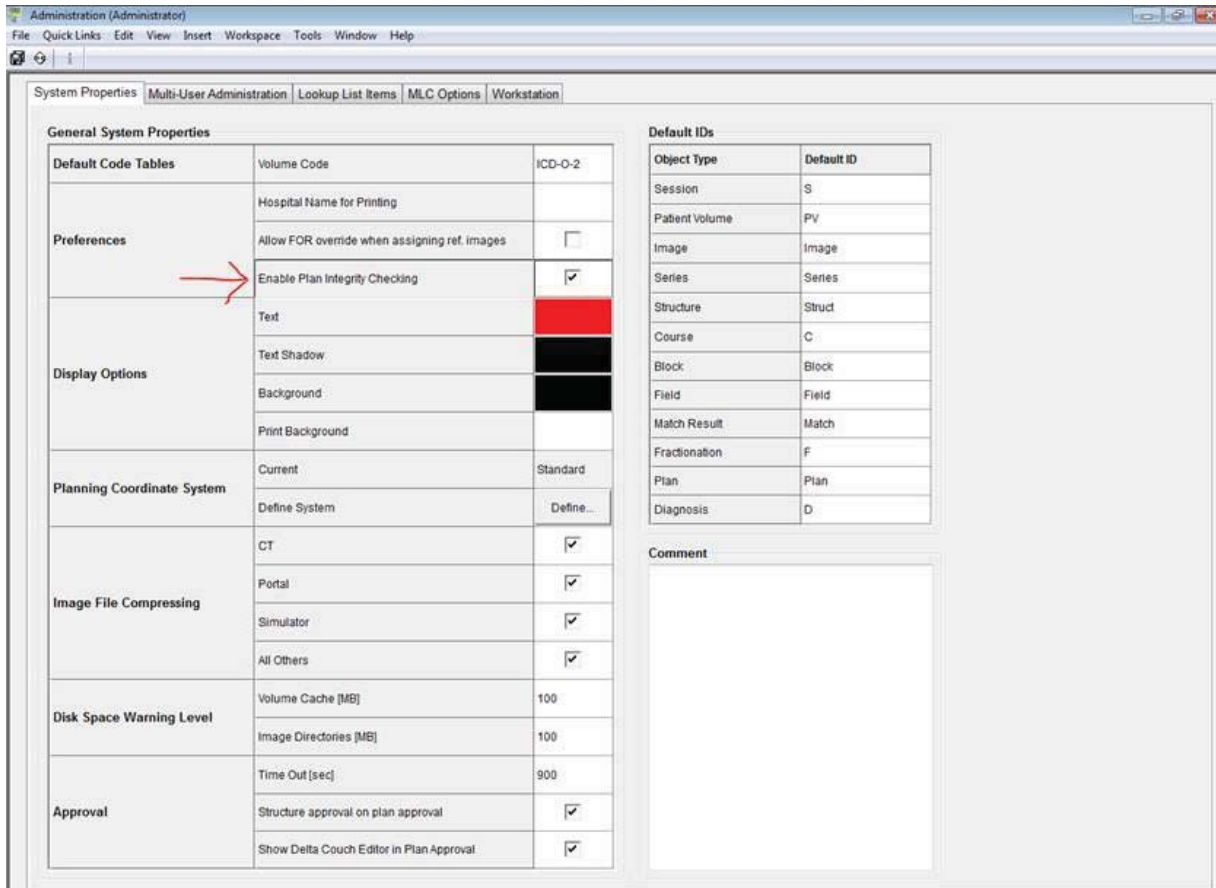 Administration (Administrator)
File Quick Links Edit View Insert Workspace Tools Window Help
System Properties Multi-User Administration Lookup List Items MLC Options Workstation
General System Properties
Default Code Tables Volume Code ICD-O-2
Preferences
Hospital Name for Printing
Allow FOR override when assigning ref. images
Enable Plan Integrity Checking
Display Options
Text
Text Shadow
Background
Print Background
Planning Coordinate System
Current Standard
Define System Define...
Image File Compressing
CT
Portal
Simulator
All Others
Disk Space Warning Level
Volume Cache [MB] 100
Image Directories [MB] 100
Approval
Time Out [sec] 900
Structure approval on plan approval
Show Delta Couch Editor in Plan Approval
Default IDs
Object Type Default ID
Session S
Patient Volume PV
Image Image
Series Series
Structure Struct
Course C
Block Block
Field Field
Match Result Match
Fractionation F
Plan Plan
Diagnosis D
Comment